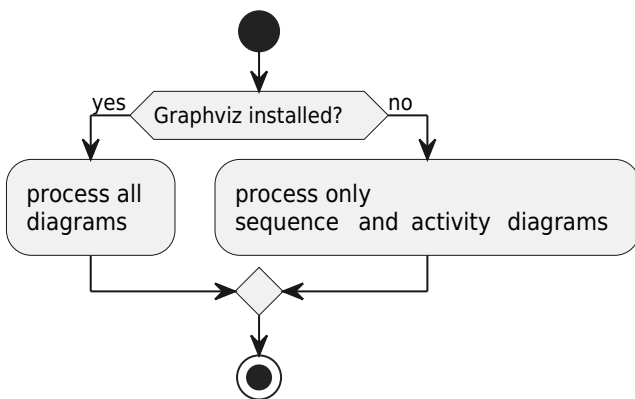 Graphviz installed?
yes
no
process all
diagrams
process only
sequence and activity diagrams